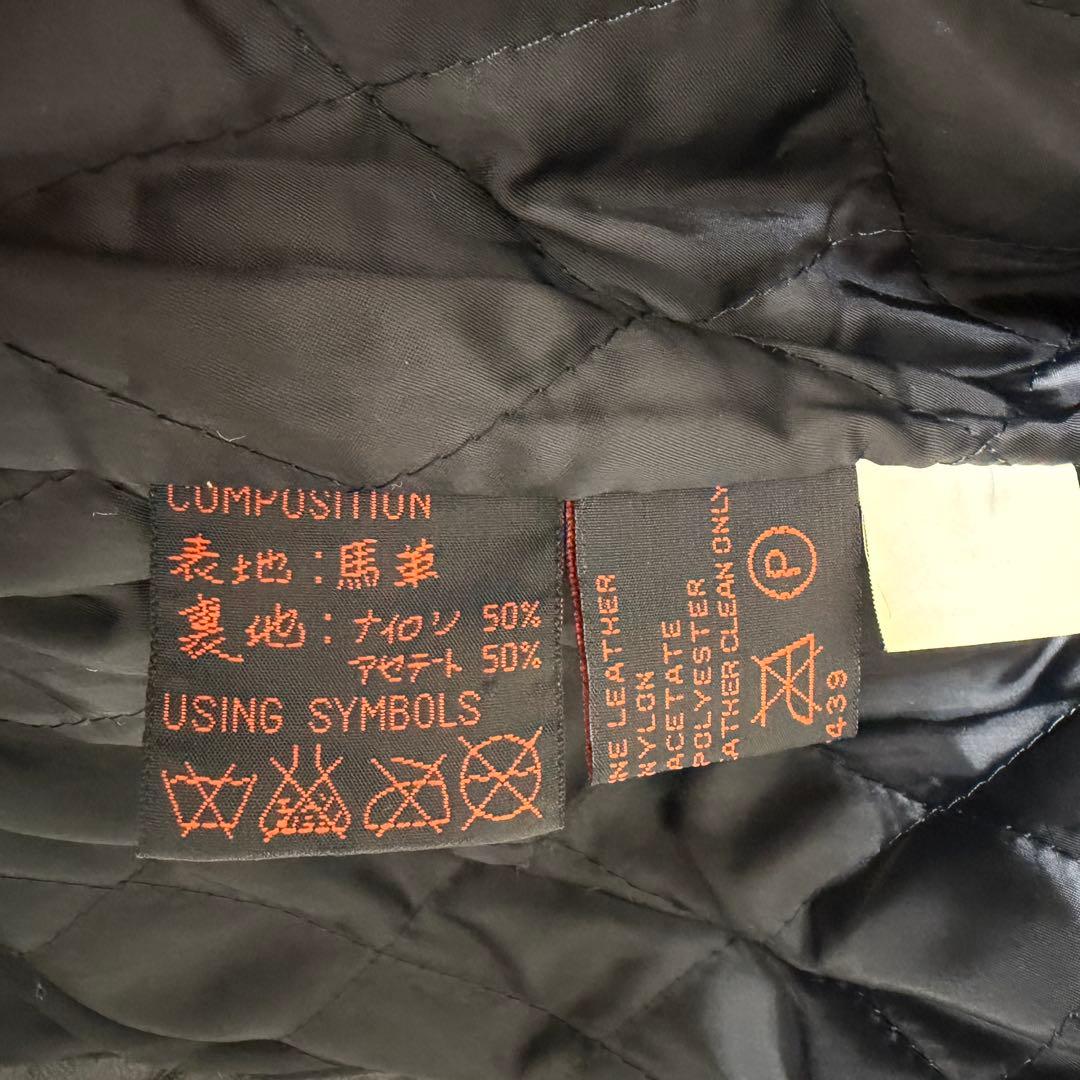 COMPOSITION
表地:馬革
裏地:ナイロン 50%
アセテート 50%
USING SYMBOLS
NE LEATHER
NYLON
ACETATE
POLYESTER
ATHER CLEAN ONLY
P
439